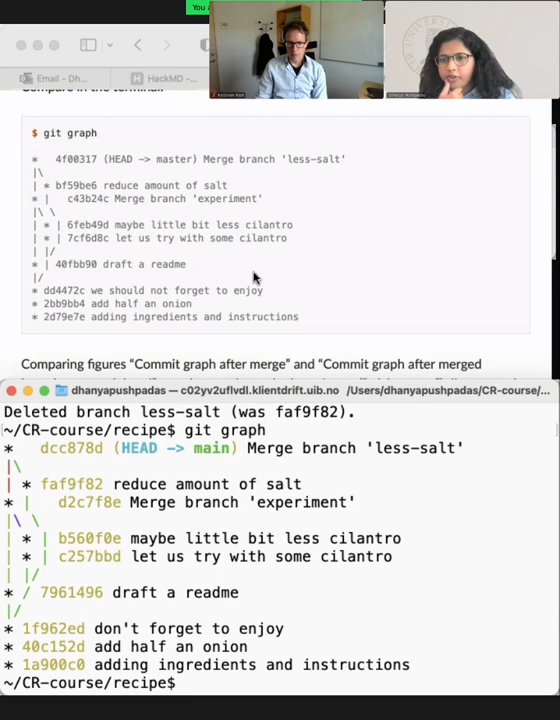 You a
Email - Dh...
HackMD -...
Compare in the terminal:
$ git graph
*   4f00317 (HEAD -> master) Merge branch 'less-salt'
|\
| * bf59be6 reduce amount of salt
* |   c43b24c Merge branch 'experiment'
|\ \
| * | 6feb49d maybe little bit less cilantro
| * | 7cf6d8c let us try with some cilantro
| |/
* | 40fbb90 draft a readme
|/
* dd4472c we should not forget to enjoy
* 2bb9bb4 add half an onion
* 2d79e7e adding ingredients and instructions
Comparing figures “Commit graph after merge” and “Commit graph after merged
dhanyapushpadas — c02yv2uflvdl.klientdrift.uib.no /Users/dhanyapushpadas/CR-course/...
Deleted branch less-salt (was faf9f82).
~/CR-course/recipe$ git graph
*   dcc878d (HEAD -> main) Merge branch 'less-salt'
|\
| * faf9f82 reduce amount of salt
* |   d2c7f8e Merge branch 'experiment'
|\ \
| * | b560f0e maybe little bit less cilantro
| * | c257bbd let us try with some cilantro
| |/
* / 7961496 draft a readme
|/
* 1f962ed don't forget to enjoy
* 40c152d add half an onion
* 1a900c0 adding ingredients and instructions
~/CR-course/recipe$